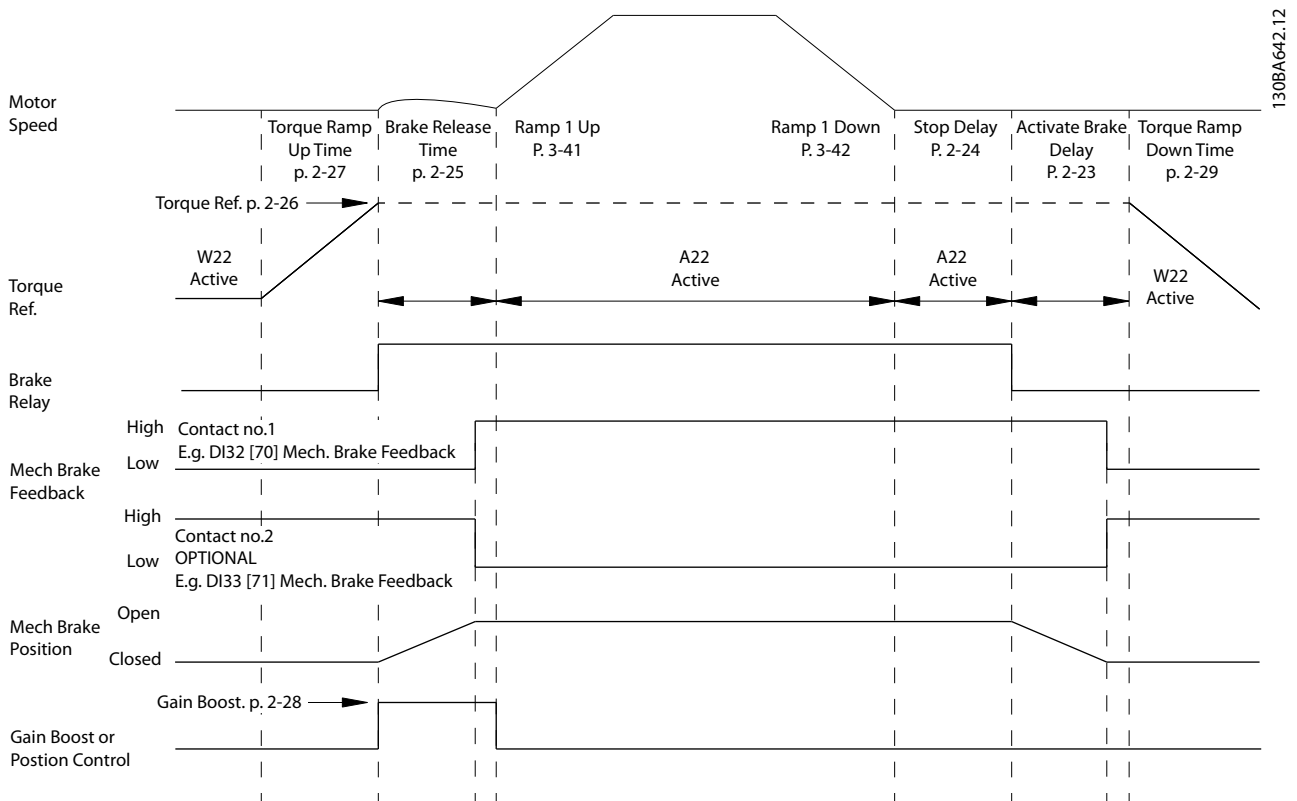 130BA642.12
Motor
Speed
Torque Ramp
Up Time
p. 2-27
Brake Release
Time
p. 2-25
Ramp 1 Up
P. 3-41
Ramp 1 Down
P. 3-42
Stop Delay
P. 2-24
Activate Brake
Delay
P. 2-23
Torque Ramp
Down Time
p. 2-29
Torque Ref. p. 2-26
W22
Active
A22
Active
A22
Active
W22
Active
Torque
Ref.
Brake
Relay
High
Contact no.1
E.g. DI32 [70] Mech. Brake Feedback
Low
Mech Brake
Feedback
High
Contact no.2
Low
OPTIONAL
E.g. DI33 [71] Mech. Brake Feedback
Open
Mech Brake
Position
Closed
Gain Boost. p. 2-28
Gain Boost or
Postion Control